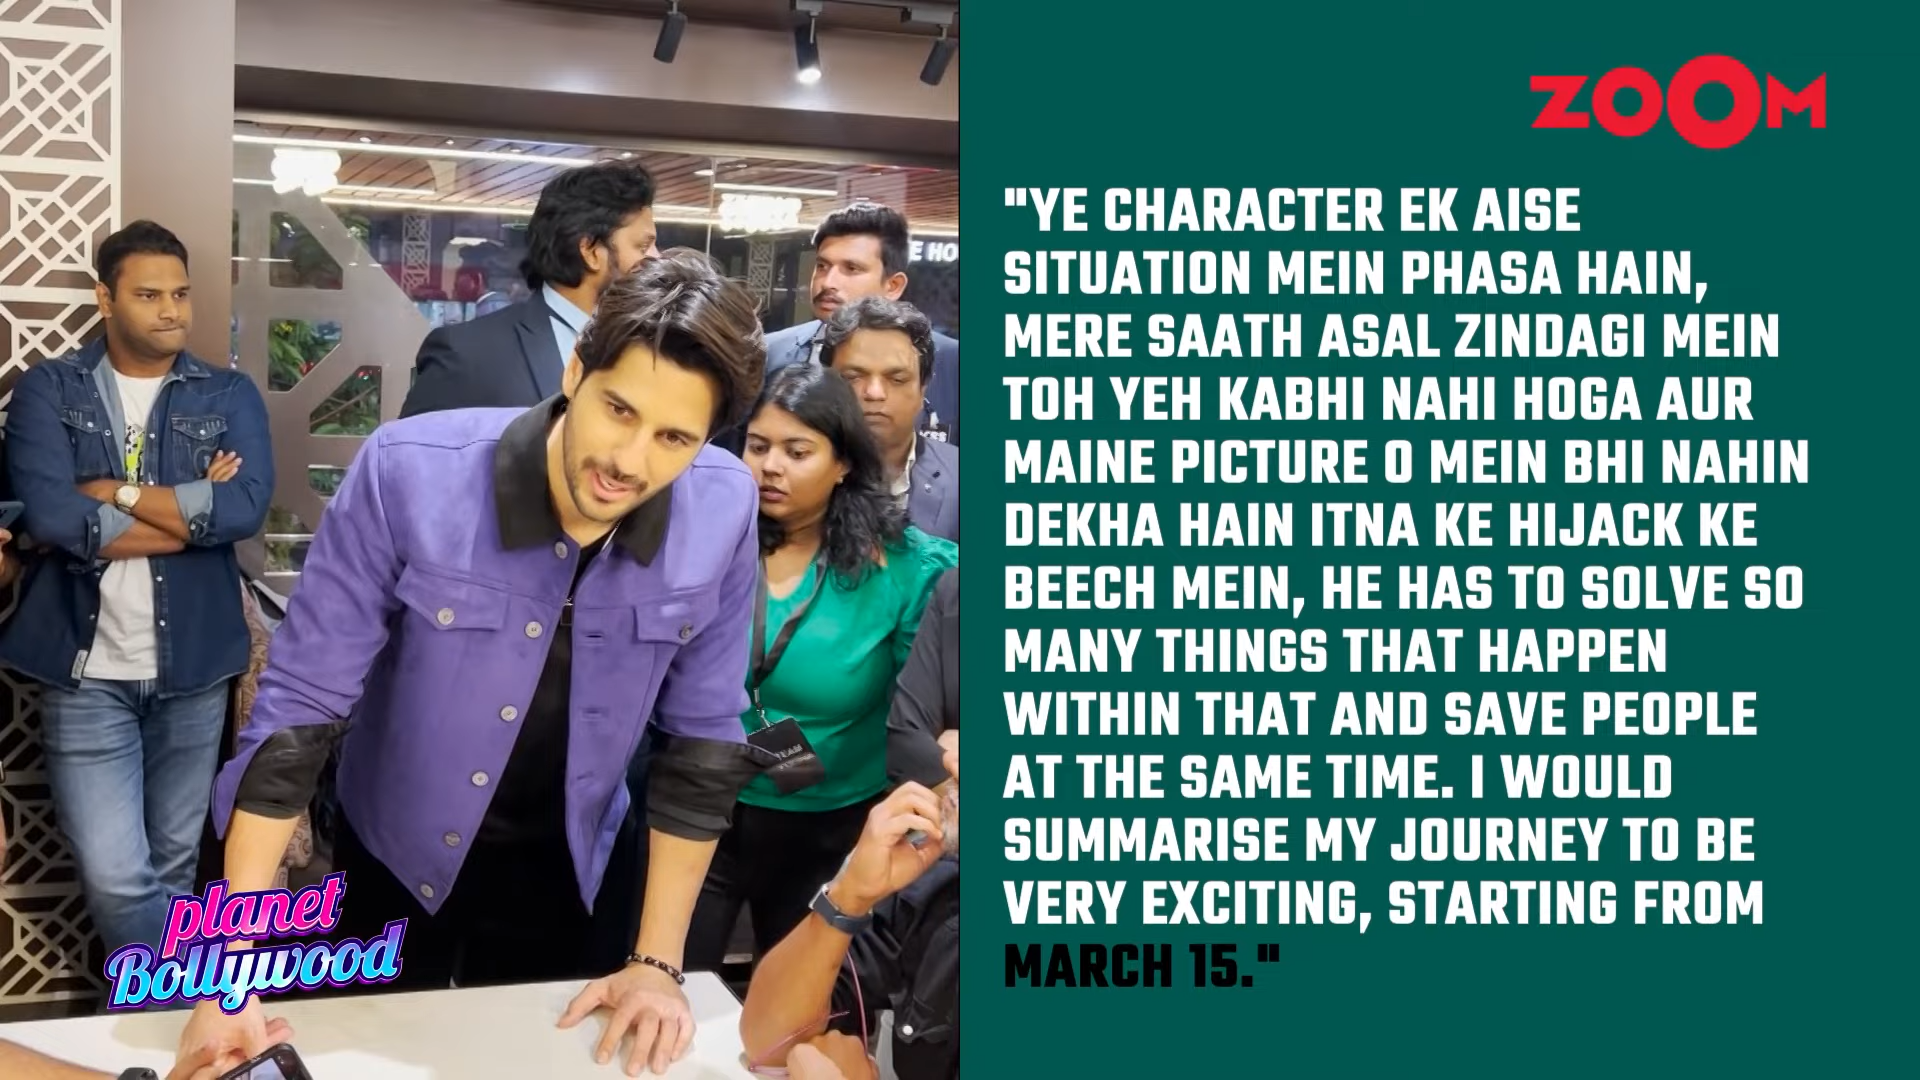 ZOOM
"YE CHARACTER EK AISE
SITUATION MEIN PHASA HAIN,
MERE SAATH ASAL ZINDAGI MEIN
TOH YEH KABHI NAHI HOGA AUR
MAINE PICTURE O MEIN BHI NAHIN
DEKHA HAIN ITNA KE HIJACK KE
BEECH MEIN, HE HAS TO SOLVE SO
MANY THINGS THAT HAPPEN
WITHIN THAT AND SAVE PEOPLE
AT THE SAME TIME. I WOULD
SUMMARISE MY JOURNEY TO BE
VERY EXCITING, STARTING FROM
MARCH 15."
planet
Bollywood
E HO